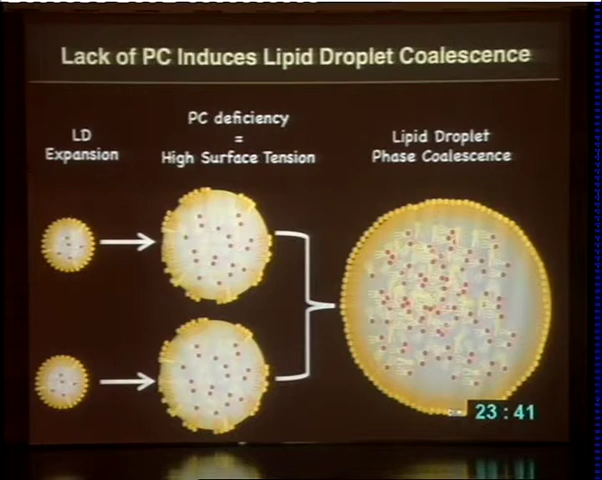 Lack of PC Induces Lipid Droplet Coalescence
LD
Expansion
PC deficiency
=
High Surface Tension
Lipid Droplet
Phase Coalescence
23:41